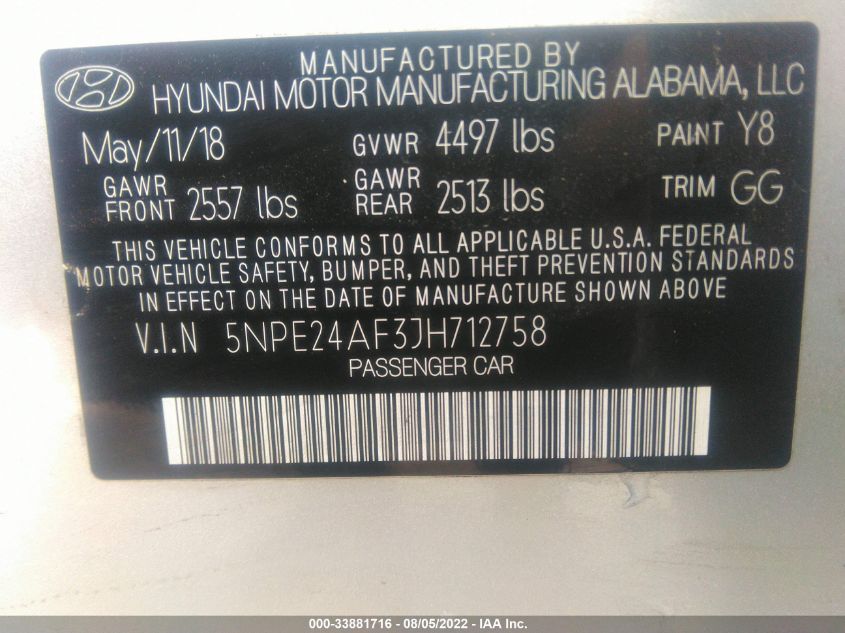 MANUFACTURED BY
HYUNDAI MOTOR MANUFACTURING ALABAMA, LLC
May/11/18 GVWR 4497 lbs PAINT Y8
GAWR FRONT 2557 lbs GAWR REAR 2513 lbs TRIM GG
THIS VEHICLE CONFORMS TO ALL APPLICABLE U.S.A. FEDERAL
MOTOR VEHICLE SAFETY, BUMPER, AND THEFT PREVENTION STANDARDS
IN EFFECT ON THE DATE OF MANUFACTURE SHOWN ABOVE
V.I.N 5NPE24AF3JH712758
PASSENGER CAR
000-33881716 - 08/05/2022 - IAA Inc.